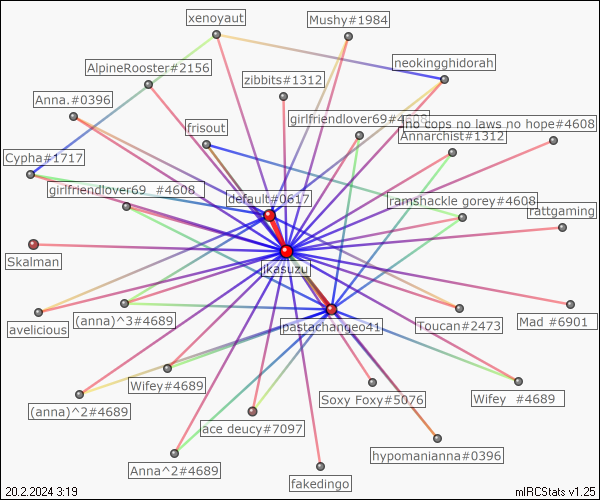 xenoyaut
Mushy#1984
neokingghidorah
AlpineRooster#2156
zibbits#1312
Anna.#0396
girlfriendlover69#4608
no cops no laws no hope#4608
frisout
Annarchist#1312
Cypha#1717
girlfriendlover69_#4608
default#0617
ramshackle gorey#4608
rattgaming
Skalman
jkasuzu
avelicious
(anna)^3#4689
pastachangeo41
Toucan#2473
Mad_#6901
Wifey#4689
Soxy Foxy#5076
Wifey_#4689
(anna)^2#4689
ace deucy#7097
hypomanianna#0396
Anna^2#4689
fakedingo
20.2.2024 3:19
mIRCStats v1.25